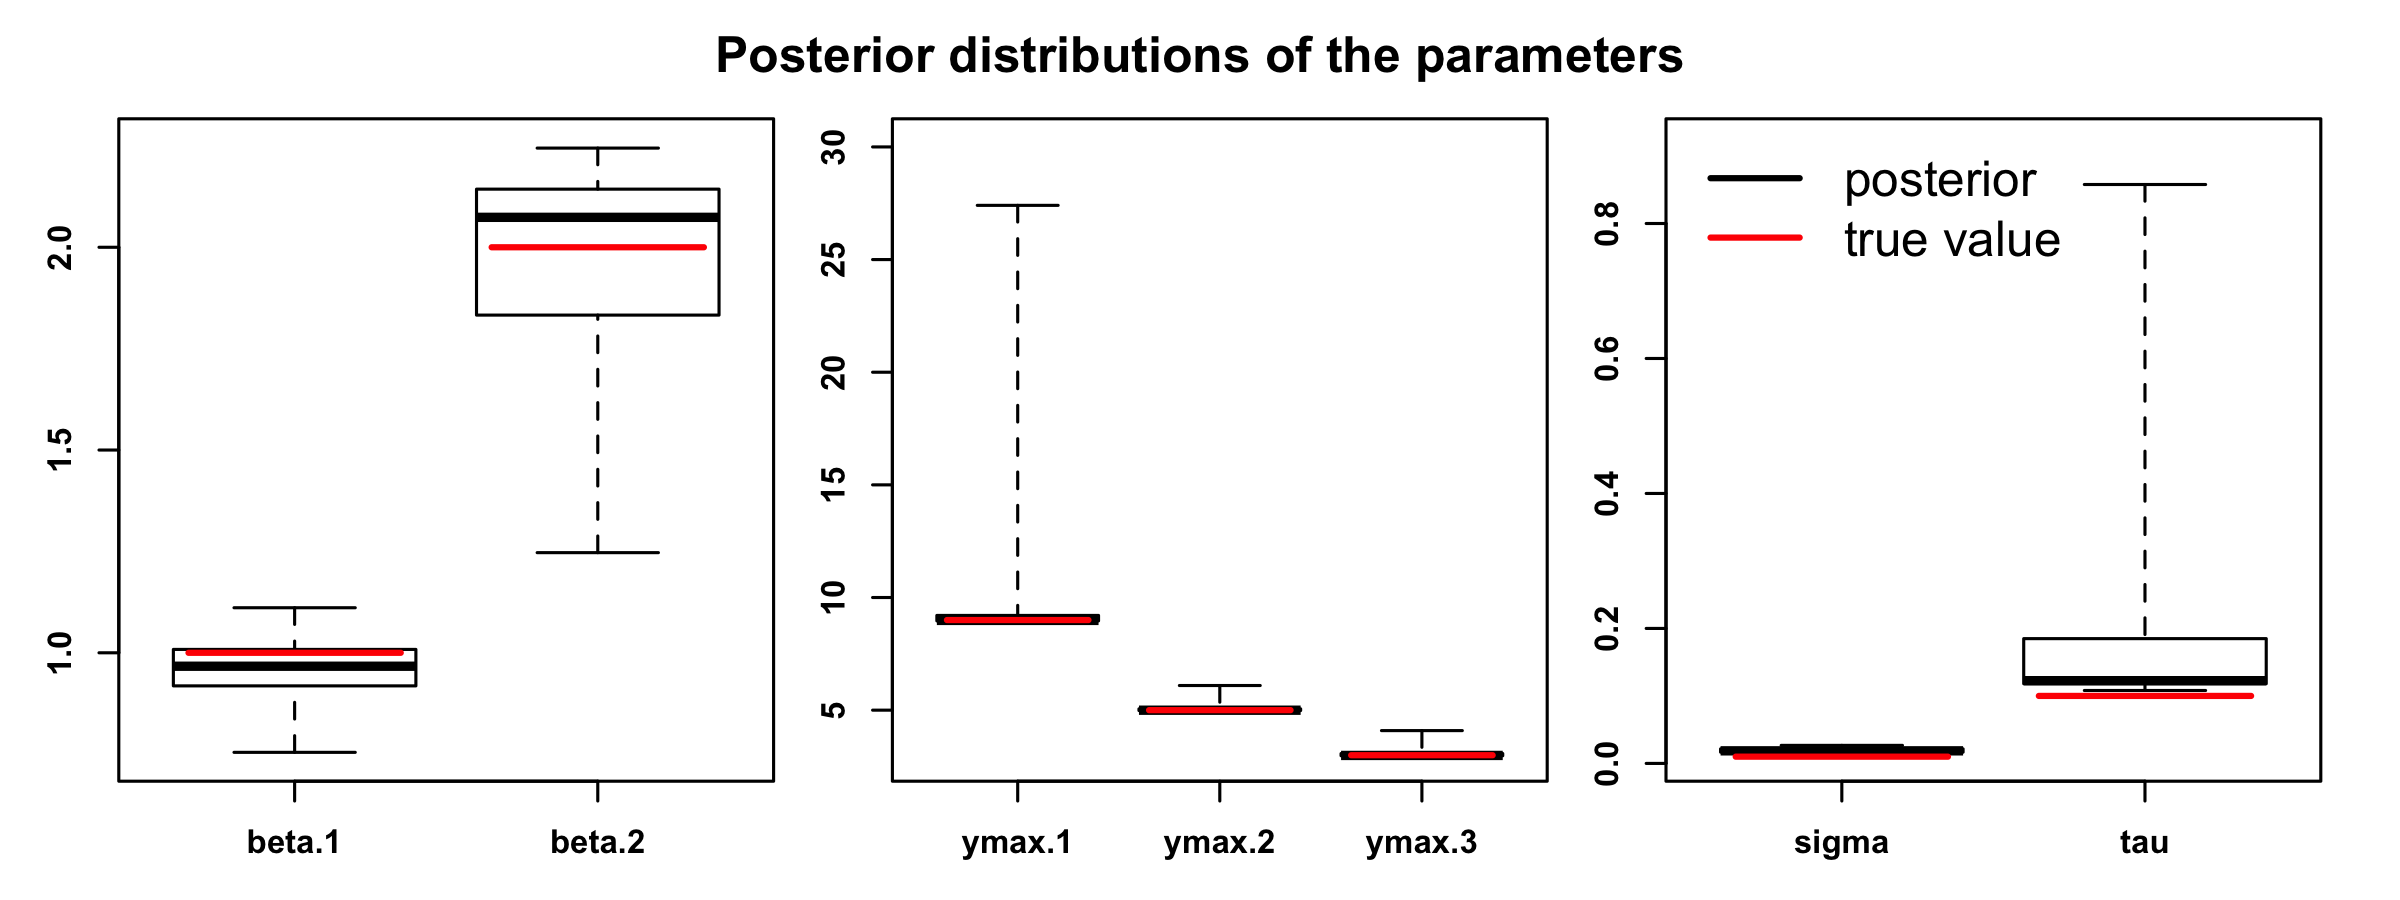 Posterior distributions of the parameters
2.0
1.5
1.0
beta.1
beta.2
30
25
20
15
10
5
ymax.1
ymax.2
ymax.3
posterior
true value
0.8
0.6
0.4
0.2
0.0
sigma
tau